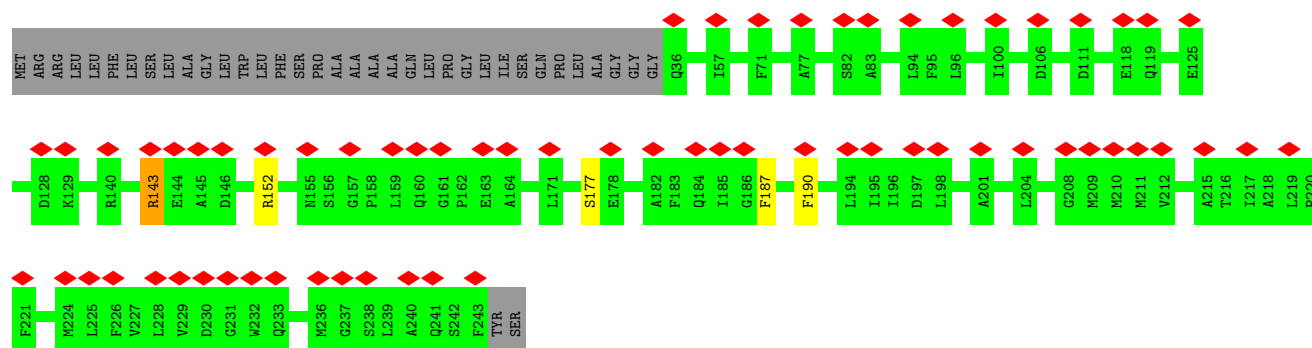 MET ARG ARG LEU LEU PHE LEU SER LEU ALA GLY LEU TRP LEU PHE SER PRO ALA ALA ALA ALA GLN LEU PRO GLY LEU ILE SER GLN PRO LEU ALA GLY GLY GLY Q36 I57 F71 A77 S82 A83 L94 F95 L96 I100 D106 D111 E118 Q119 E125
D128 K129 R140 R143 E144 A145 D146 R152 N155 S156 G157 P158 L159 Q160 G161 P162 E163 A164 L171 S177 E178 A182 F183 Q184 I185 G186 F187 F190 L194 I195 I196 D197 L198 A201 L204 G208 M209 M210 M211 V212 A215 T216 I217 A218 L219 P220
F221 M224 L225 F226 V227 L228 V229 D230 G231 W232 Q233 M236 G237 S238 L239 A240 Q241 S242 F243 TYR SER